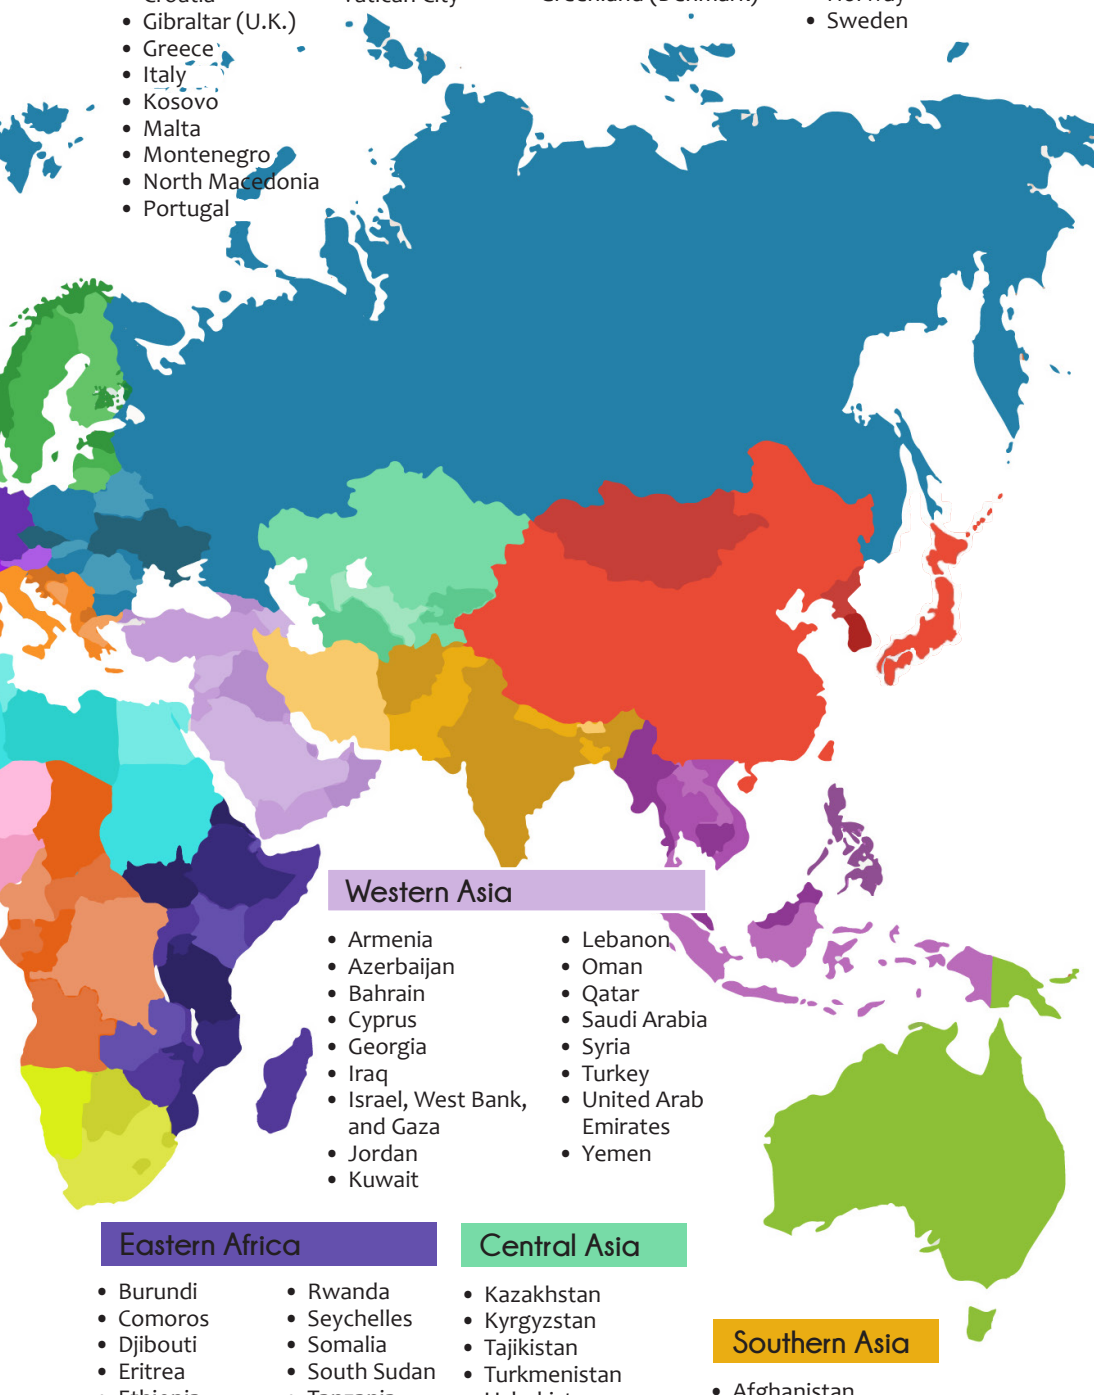 Gibraltar (U.K.)
Greece
Italy
Kosovo
Malta
Montenegro
North Macedonia
Portugal
Sweden
Western Asia
Armenia
Azerbaijan
Bahrain
Cyprus
Georgia
Iraq
Israel, West Bank,
and Gaza
Jordan
Kuwait
Lebanon
Oman
Qatar
Saudi Arabia
Syria
Turkey
United Arab
Emirates
Yemen
Eastern Africa
Burundi
Comoros
Djibouti
Eritrea
Rwanda
Seychelles
Somalia
South Sudan
Central Asia
Kazakhstan
Kyrgyzstan
Tajikistan
Turkmenistan
Southern Asia
Afghanistan